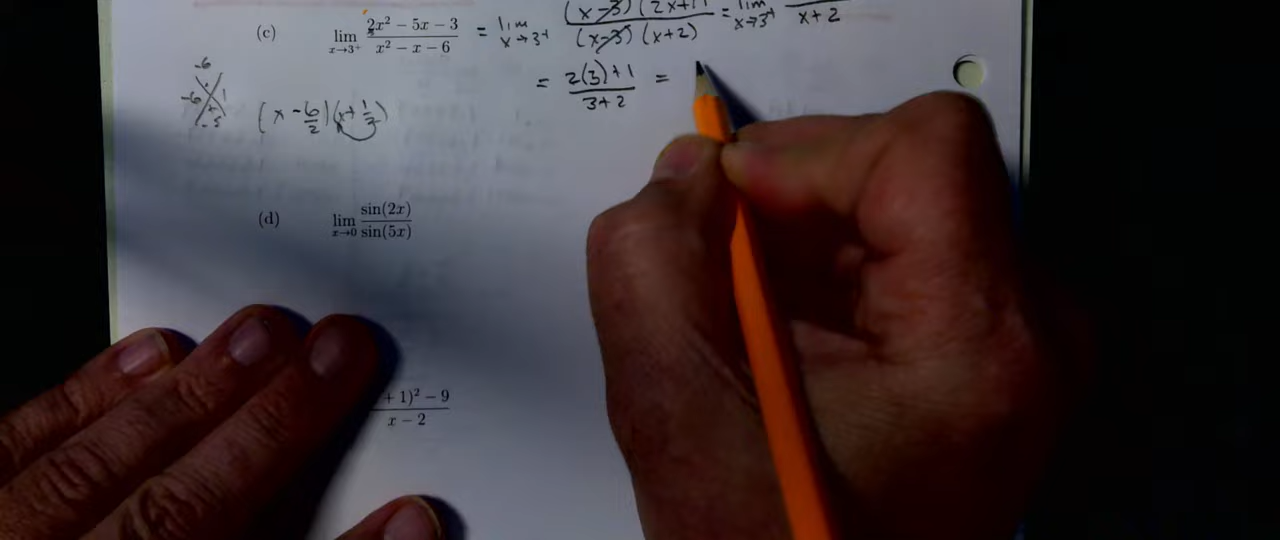 (c) lim x→3⁺ (2x² − 5x − 3)/(x² − x − 6) = lim x→3⁺ ((x-3)(2x+1))/((x-3)(x+2)) = lim x→3⁺ /(x+2)
= (2(3)+1)/(3+2) =
-6
-6 1
-5
(x - 6/2)(x + 1/2)
(d) lim x→0 sin(2x)/sin(5x)
+ 1)² − 9
x − 2